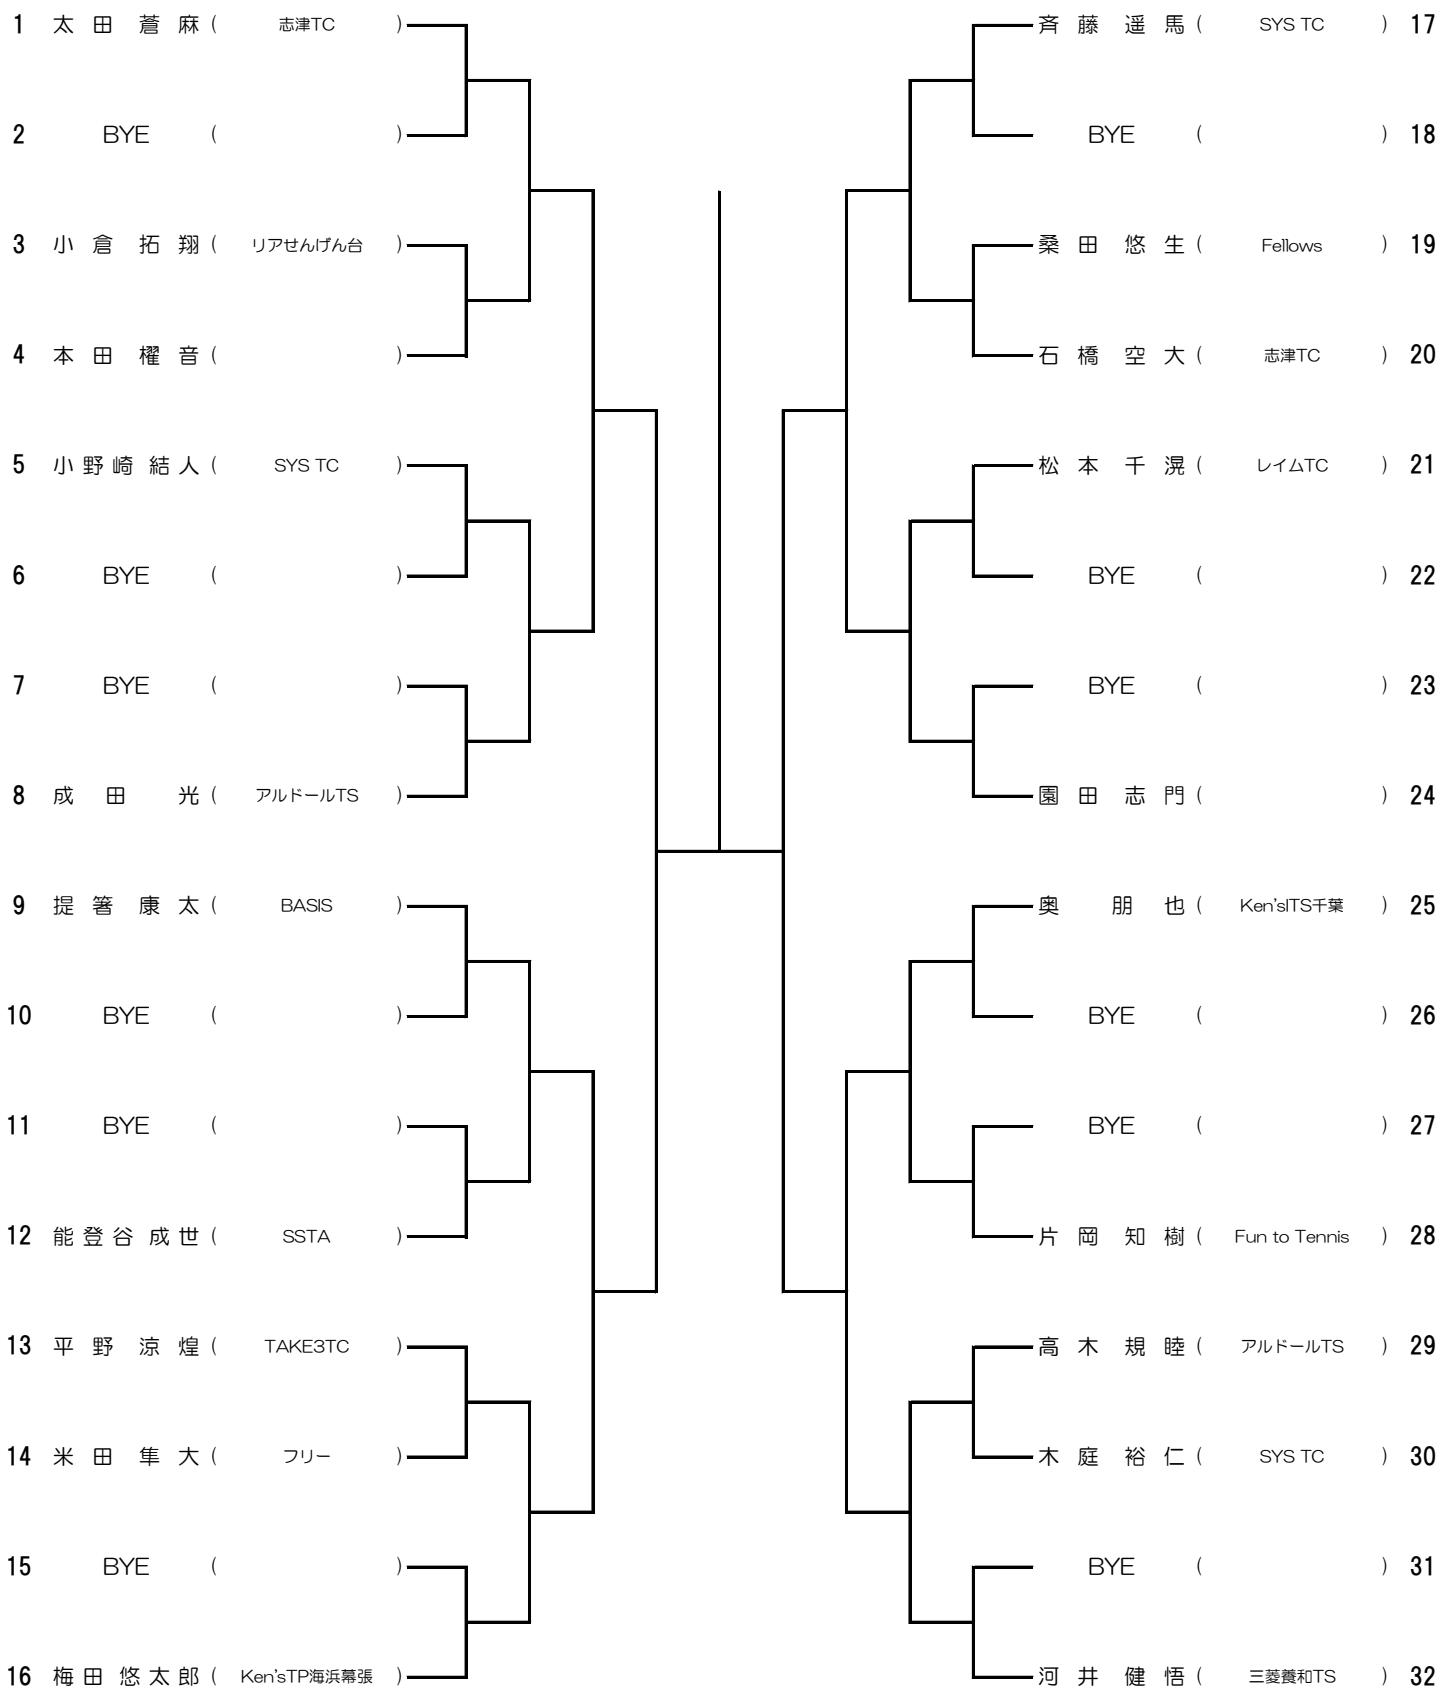 1 太田 蒼麻 ( 志津TC )
2 BYE ( )
3 小倉 拓翔 ( リアせんげん台 )
4 本田 櫂音 ( )
5 小野崎 結人 ( SYS TC )
6 BYE ( )
7 BYE ( )
8 成田 光 ( アルドールTS )
9 提箸 康太 ( BASIS )
10 BYE ( )
11 BYE ( )
12 能登谷 成世 ( SSTA )
13 平野 涼煌 ( TAKE3TC )
14 米田 隼大 ( フリー )
15 BYE ( )
16 梅田 悠太郎 ( Ken'sTP海浜幕張 )
斉藤 遥馬 ( SYS TC ) 17
BYE ( ) 18
桑田 悠生 ( Fellows ) 19
石橋 空大 ( 志津TC ) 20
松本 千滉 ( レイムTC ) 21
BYE ( ) 22
BYE ( ) 23
園田 志門 ( ) 24
奥 朋也 ( Ken'sITS千葉 ) 25
BYE ( ) 26
BYE ( ) 27
片岡 知樹 ( Fun to Tennis ) 28
高木 規睦 ( アルドールTS ) 29
木庭 裕仁 ( SYS TC ) 30
BYE ( ) 31
河井 健悟 ( 三菱養和TS ) 32